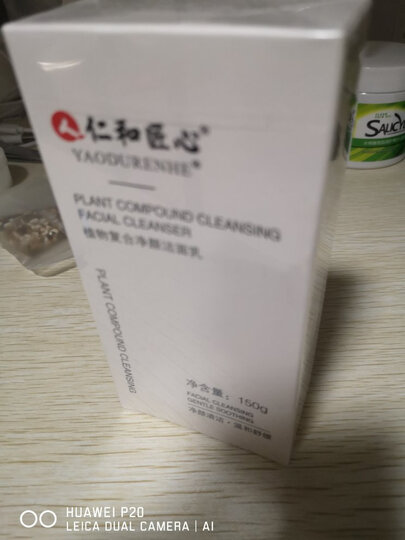 仁和匠心®
YAODURENHE®
PLANT COMPOUND CLEANSING
FACIAL CLEANSER
植物复合净颜洁面乳
PLANT COMPOUND CLEANSING
净含量：150g
FACIAL CLEANSING
GENTLE SOOTHING
净颜清洁·温和舒缓
HUAWEI P20
LEICA DUAL CAMERA | AI